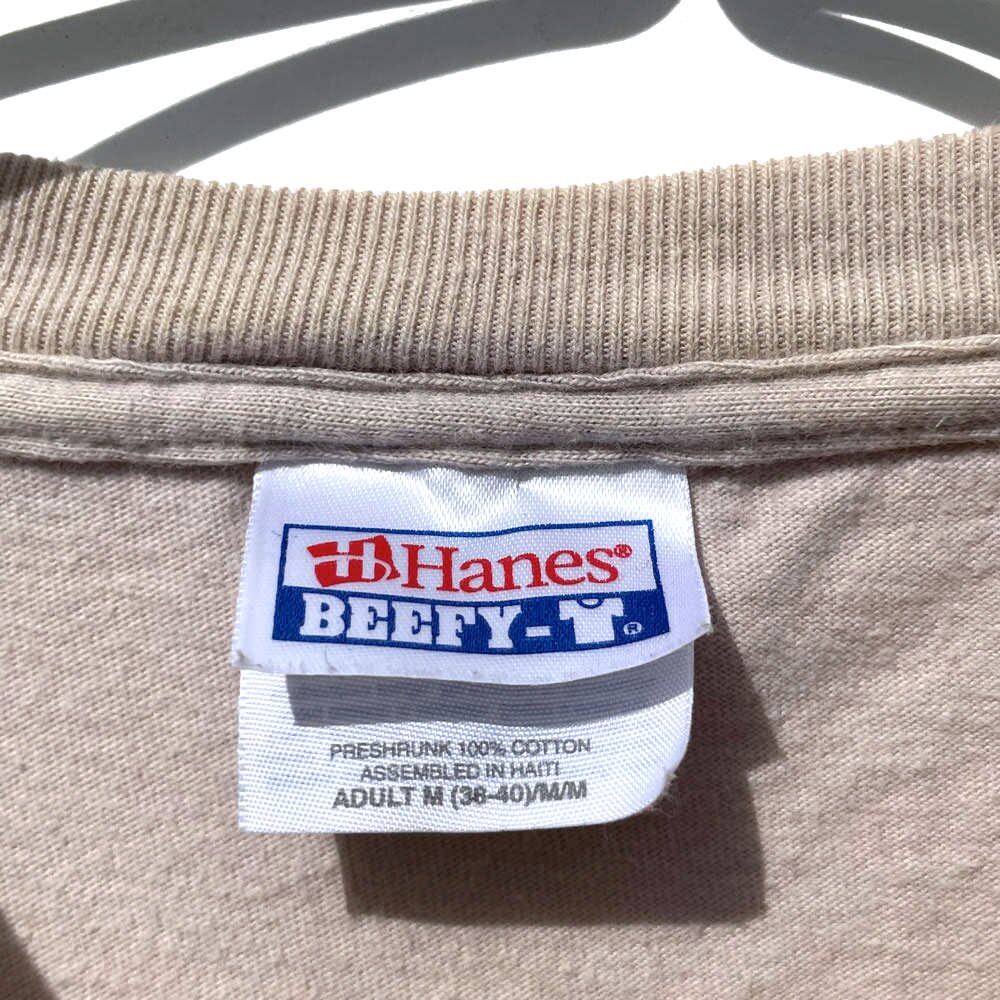 Hanes®
BEEFY-T®
PRESHRUNK 100% COTTON
ASSEMBLED IN HAITI
ADULT M (38-40)/M/M